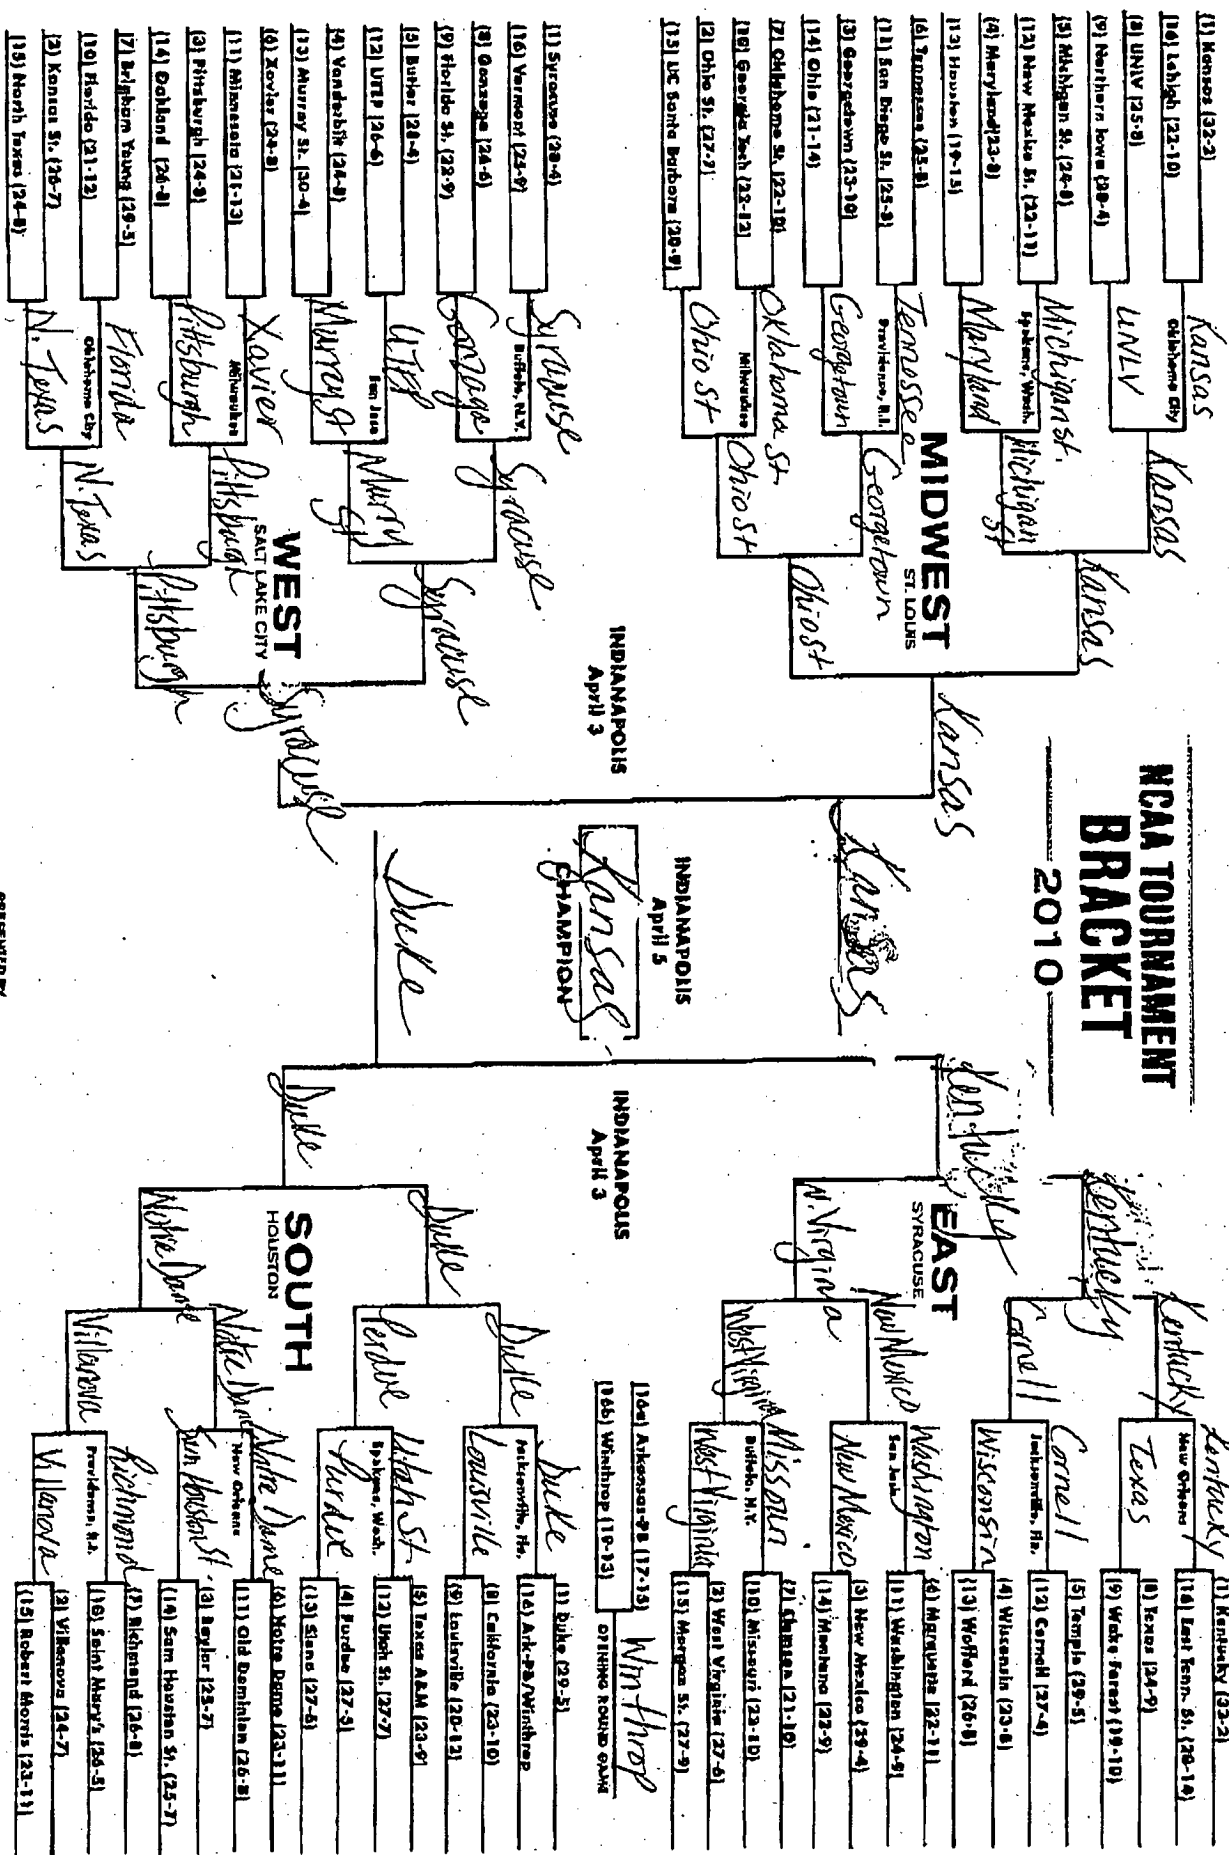 NCAA TOURNAMENT
BRACKET
2010
(1) Kansas (32-2)
(16) Lehigh (22-10)
(8) UNLV (25-8)
(9) Northern Iowa (28-4)
(5) Michigan St. (24-8)
(12) New Mexico St. (22-11)
(4) Maryland (23-8)
(13) Houston (19-15)
(6) Tennessee (25-8)
(11) San Diego St. (25-8)
(3) Georgetown (23-10)
(14) Ohio (21-14)
(7) Oklahoma St. (22-10)
(10) Georgia Tech (22-12)
(2) Ohio St. (27-7)
(15) UC Santa Barbara (20-9)
Kansas
Oklahoma City
UNLV
Michigan St.
Spokane, Wash.
Maryland
Tennosse
Providence, R.I.
Georgetown
Oklahoma St
Milwaukee
Ohio St
Kansas
Michigan St
Georgetown
Ohio St
MIDWEST
ST. LOUIS
Kansas
Ohio St
Kansas
(1) Syracuse (28-4)
(16) Vermont (25-9)
(8) Gonzaga (26-6)
(9) Florida St. (22-9)
(5) Butler (28-4)
(12) UTEP (26-6)
(4) Vanderbilt (24-8)
(13) Murray St. (30-4)
(6) Xavier (24-8)
(11) Minnesota (21-13)
(3) Pittsburgh (24-8)
(14) Oakland (26-8)
(7) Brigham Young (29-5)
(10) Florida (21-12)
(2) Kansas St. (26-7)
(15) North Texas (24-8)
Syracuse
Buffalo, N.Y.
Gonzaga
UTEP
San Jose
Murray St
Xavier
Milwaukee
Pittsburgh
Florida
Oklahoma City
N. Texas
Syracuse
Murry St
Pittsburgh
N. Texas
WEST
SALT LAKE CITY
Syracuse
Pittsburgh
Syracuse
INDIANAPOLIS
April 3
Kansas
INDIANAPOLIS
April 5
Kansas
CHAMPION
Duke
INDIANAPOLIS
April 3
Kentucky
EAST
SYRACUSE
Kentucky
W. Virginia
Kentucky
Cornell
New Mexico
West Virginia
Kentucky
New Orleans
Texas
Cornell
Jacksonville, Fla.
Wisconsin
Washington
San Jose
New Mexico
Missouri
Buffalo, N.Y.
West Virginia
(1) Kentucky (32-2)
(16) East Tenn. St. (20-14)
(8) Texas (24-9)
(9) Wake Forest (19-10)
(5) Temple (29-5)
(12) Cornell (27-4)
(4) Wisconsin (23-8)
(13) Wofford (26-8)
(6) Marquette (22-11)
(11) Washington (24-9)
(3) New Mexico (29-4)
(14) Montana (22-9)
(7) Clemson (21-10)
(10) Missouri (22-10)
(2) West Virginia (27-6)
(15) Morgan St. (27-9)
(16a) Arkansas-PB (17-15)
(16b) Winthrop (19-13)
Winthrop
OPENING ROUND GAME
Duke
SOUTH
HOUSTON
Duke
Notre Dame
Duke
Perdue
Notre Dame
Villanova
Duke
Jacksonville, Fla.
Lousville
Utah St
Spokane, Wash.
Purdue
Notre Dame
New Orleans
Sam Houston St.
Richmond
Providence, R.I.
Villanova
(1) Duke (29-5)
(16) Ark-PB/Winthrop
(8) California (23-10)
(9) Louisville (20-12)
(5) Texas A&M (23-9)
(12) Utah St. (27-7)
(4) Purdue (27-5)
(13) Siena (27-6)
(6) Notre Dame (23-11)
(11) Old Dominion (26-8)
(3) Baylor (25-7)
(14) Sam Houston St. (25-7)
(7) Richmond (26-8)
(10) Saint Mary's (26-5)
(2) Villanova (24-7)
(15) Robert Morris (23-11)